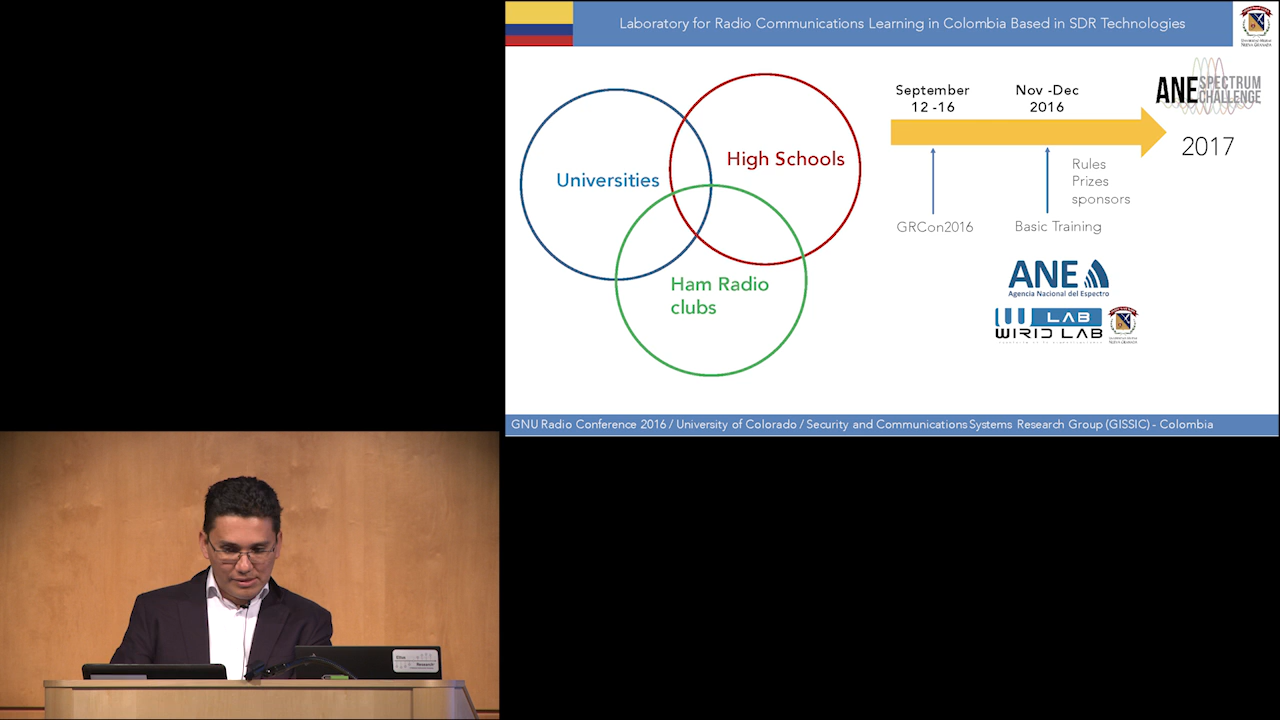 Laboratory for Radio Communications Learning in Colombia Based in SDR Technologies
Universities
High Schools
Ham Radio
clubs
September
12 -16
Nov -Dec
2016
ANE SPECTRUM
CHALLENGE
2017
Rules
Prizes
sponsors
GRCon2016
Basic Training
ANE
Agencia Nacional del Espectro
LAB
WIRID LAB
GNU Radio Conference 2016 / University of Colorado / Security and Communications Systems Research Group (GISSIC) - Colombia
Research